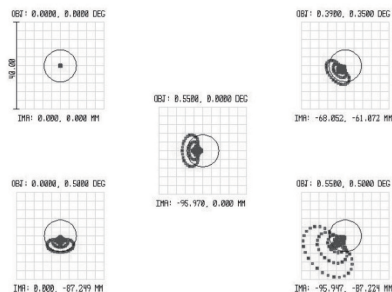 OBJ: 0.0000, 0.0000 DEG
40.00
IMA: 0.000, 0.000 MM
OBJ: 0.3900, 0.3500 DEG
IMA: -68.052, -61.072 MM
OBJ: 0.5500, 0.0000 DEG
IMA: -95.970, 0.000 MM
OBJ: 0.0000, 0.5000 DEG
IMA: 0.000, -87.249 MM
OBJ: 0.5500, 0.5000 DEG
IMA: -95.947, -87.224 MM